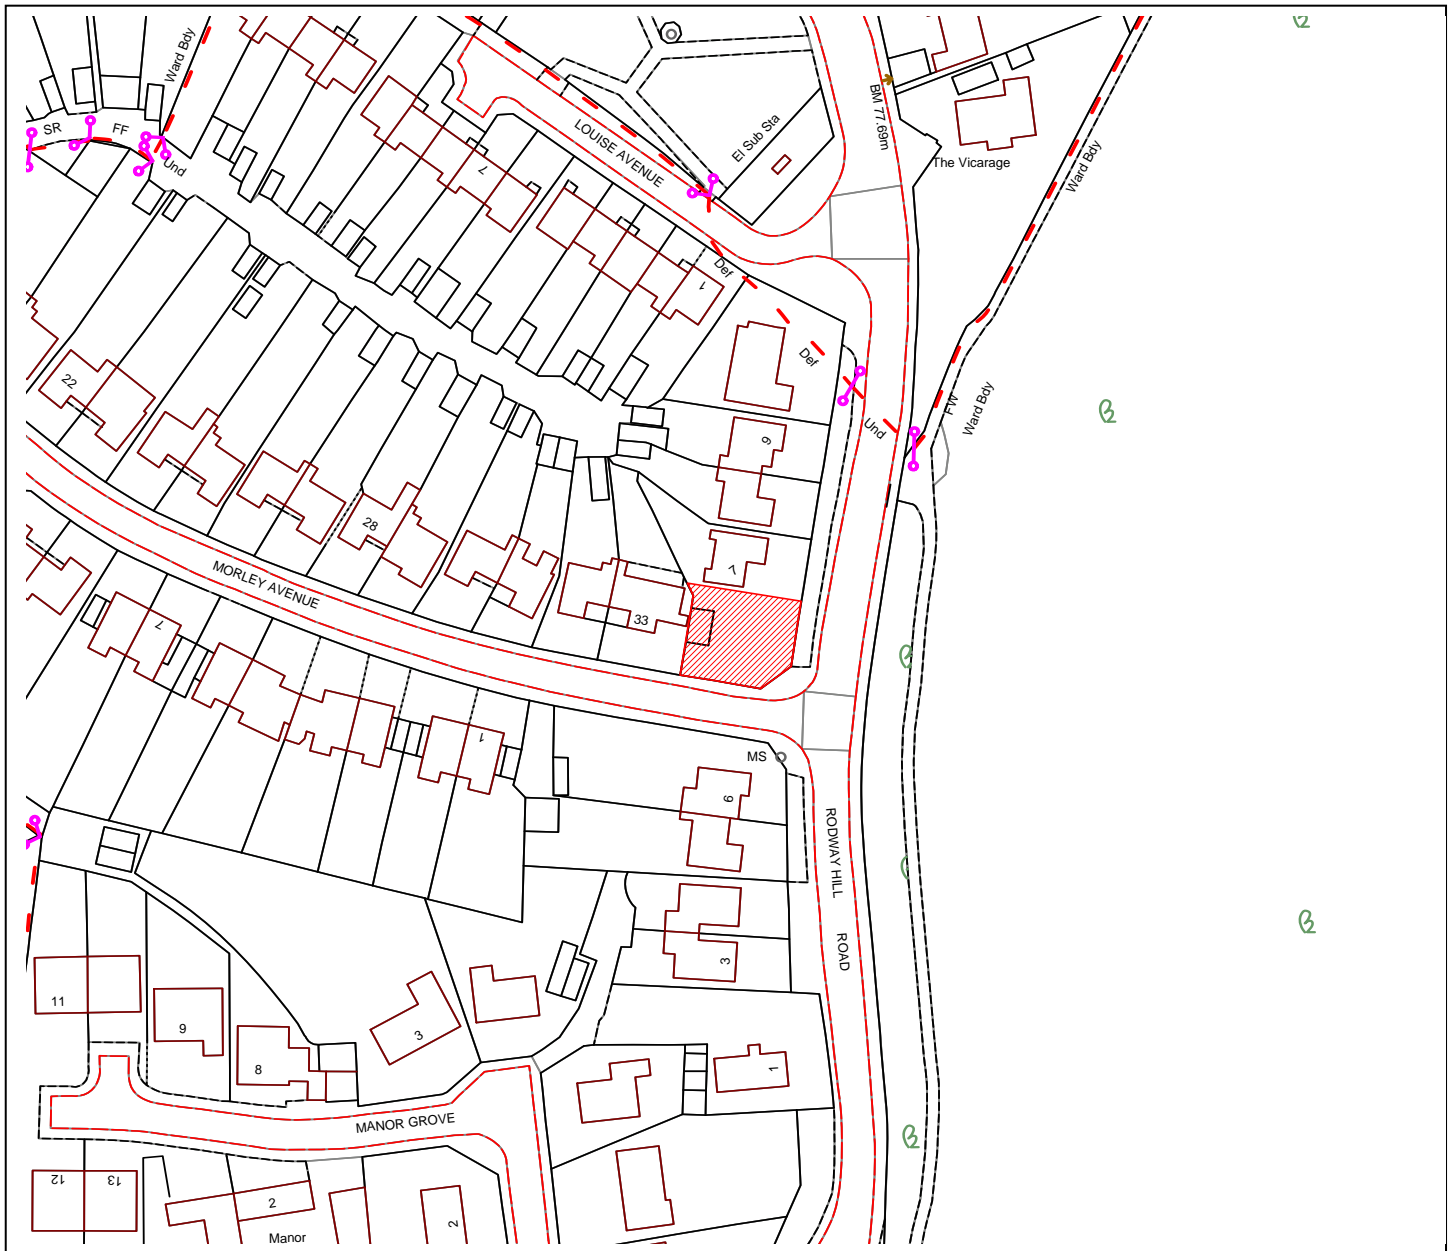 Ward Bdy
SR
FF
Und
LOUISE AVENUE
7
El Sub Sta
BM 77.69m
The Vicarage
Ward Bdy
Def
1
Def
22
9
Und
FW
Ward Bdy
28
7
33
MORLEY AVENUE
7
1
MS
6
RODWAY HILL
ROAD
3
11
9
8
3
1
MANOR GROVE
12
13
2
2
Manor